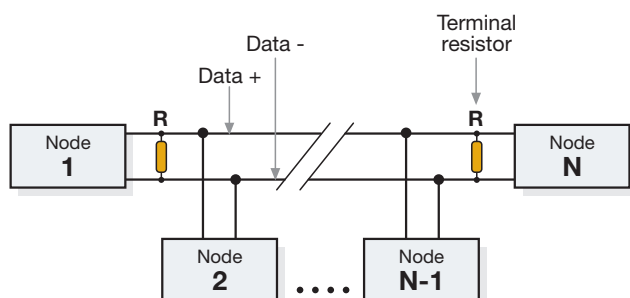 Terminal
resistor
Data -
Data +
R
R
Node
1
Node
N
Node
2
Node
N-1